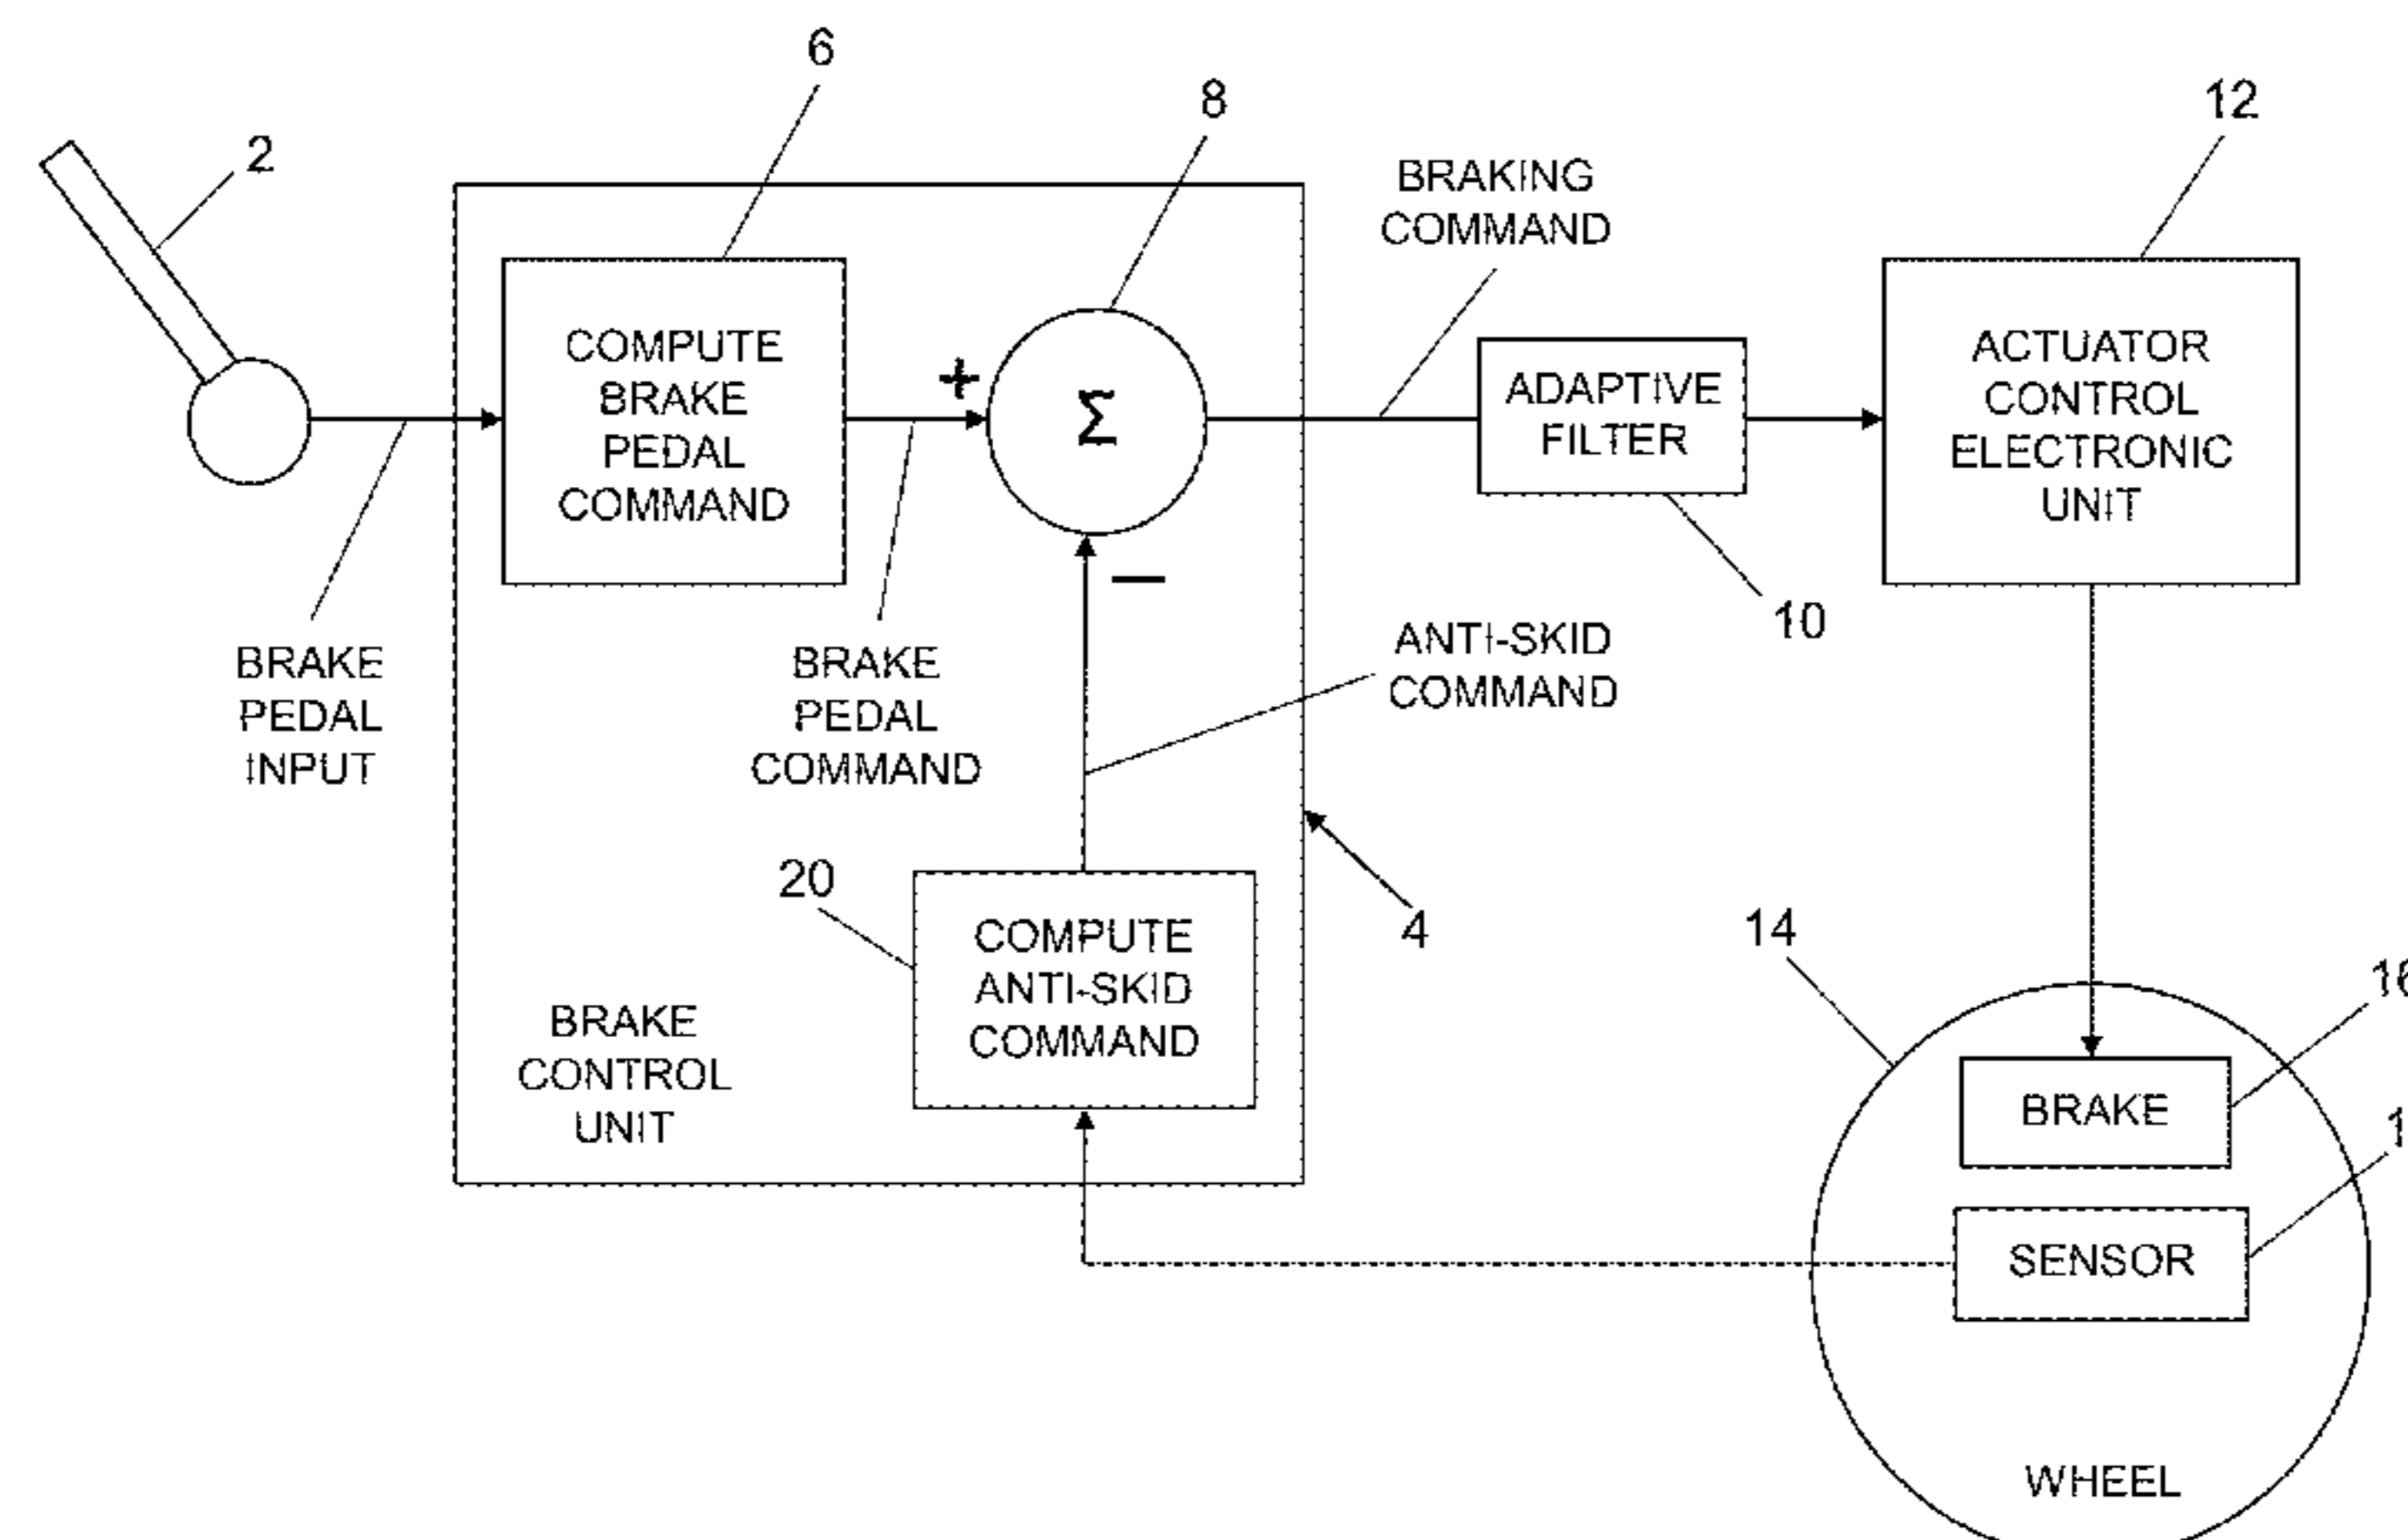 6
8
12
2
BRAKING
COMMAND
COMPUTE
BRAKE
PEDAL
COMMAND
+
Σ
ADAPTIVE
FILTER
ACTUATOR
CONTROL
ELECTRONIC
UNIT
—
10
BRAKE
PEDAL
INPUT
BRAKE
PEDAL
COMMAND
ANTI-SKID
COMMAND
20
4
14
COMPUTE
ANTI-SKID
COMMAND
BRAKE
CONTROL
UNIT
16
BRAKE
SENSOR
WHEEL